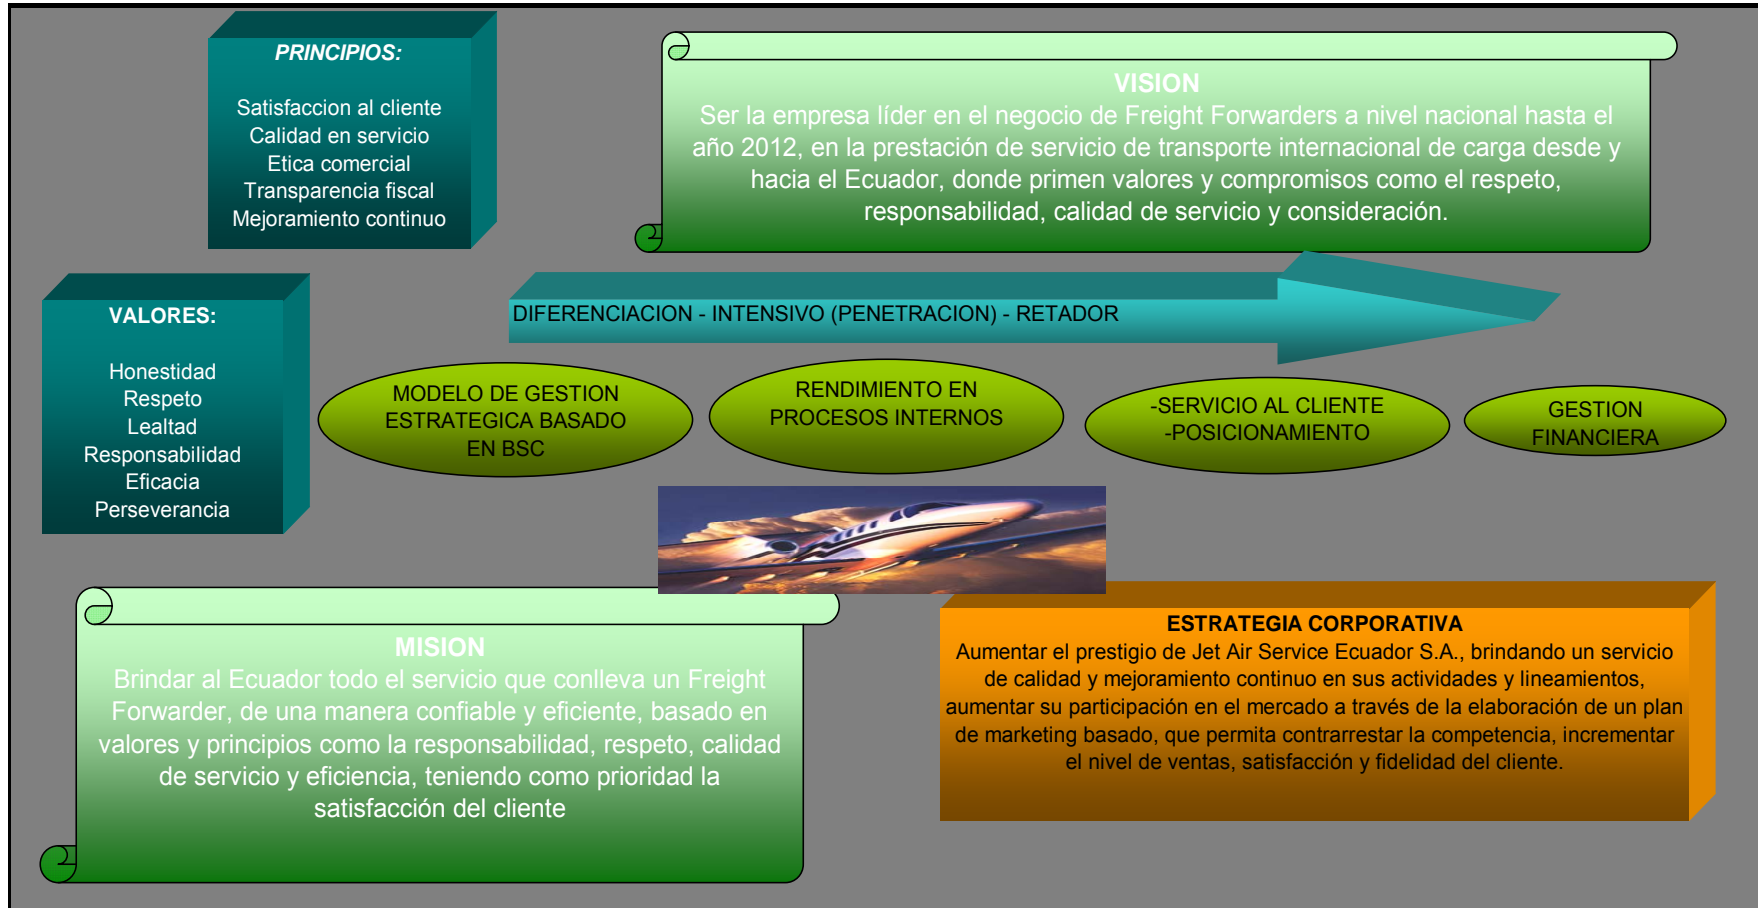 PRINCIPIOS:
Satisfaccion al cliente
Calidad en servicio
Etica comercial
Transparencia fiscal
Mejoramiento continuo
VISION
Ser la empresa líder en el negocio de Freight Forwarders a nivel nacional hasta el
año 2012, en la prestación de servicio de transporte internacional de carga desde y
hacia el Ecuador, donde primen valores y compromisos como el respeto,
responsabilidad, calidad de servicio y consideración.
VALORES:
Honestidad
Respeto
Lealtad
Responsabilidad
Eficacia
Perseverancia
DIFERENCIACION - INTENSIVO (PENETRACION) - RETADOR
MODELO DE GESTION
ESTRATEGICA BASADO
EN BSC
RENDIMIENTO EN
PROCESOS INTERNOS
-SERVICIO AL CLIENTE
-POSICIONAMIENTO
GESTION
FINANCIERA
MISION
Brindar al Ecuador todo el servicio que conlleva un Freight
Forwarder, de una manera confiable y eficiente, basado en
valores y principios como la responsabilidad, respeto, calidad
de servicio y eficiencia, teniendo como prioridad la
satisfacción del cliente
ESTRATEGIA CORPORATIVA
Aumentar el prestigio de Jet Air Service Ecuador S.A., brindando un servicio
de calidad y mejoramiento continuo en sus actividades y lineamientos,
aumentar su participación en el mercado a través de la elaboración de un plan
de marketing basado, que permita contrarrestar la competencia, incrementar
el nivel de ventas, satisfacción y fidelidad del cliente.